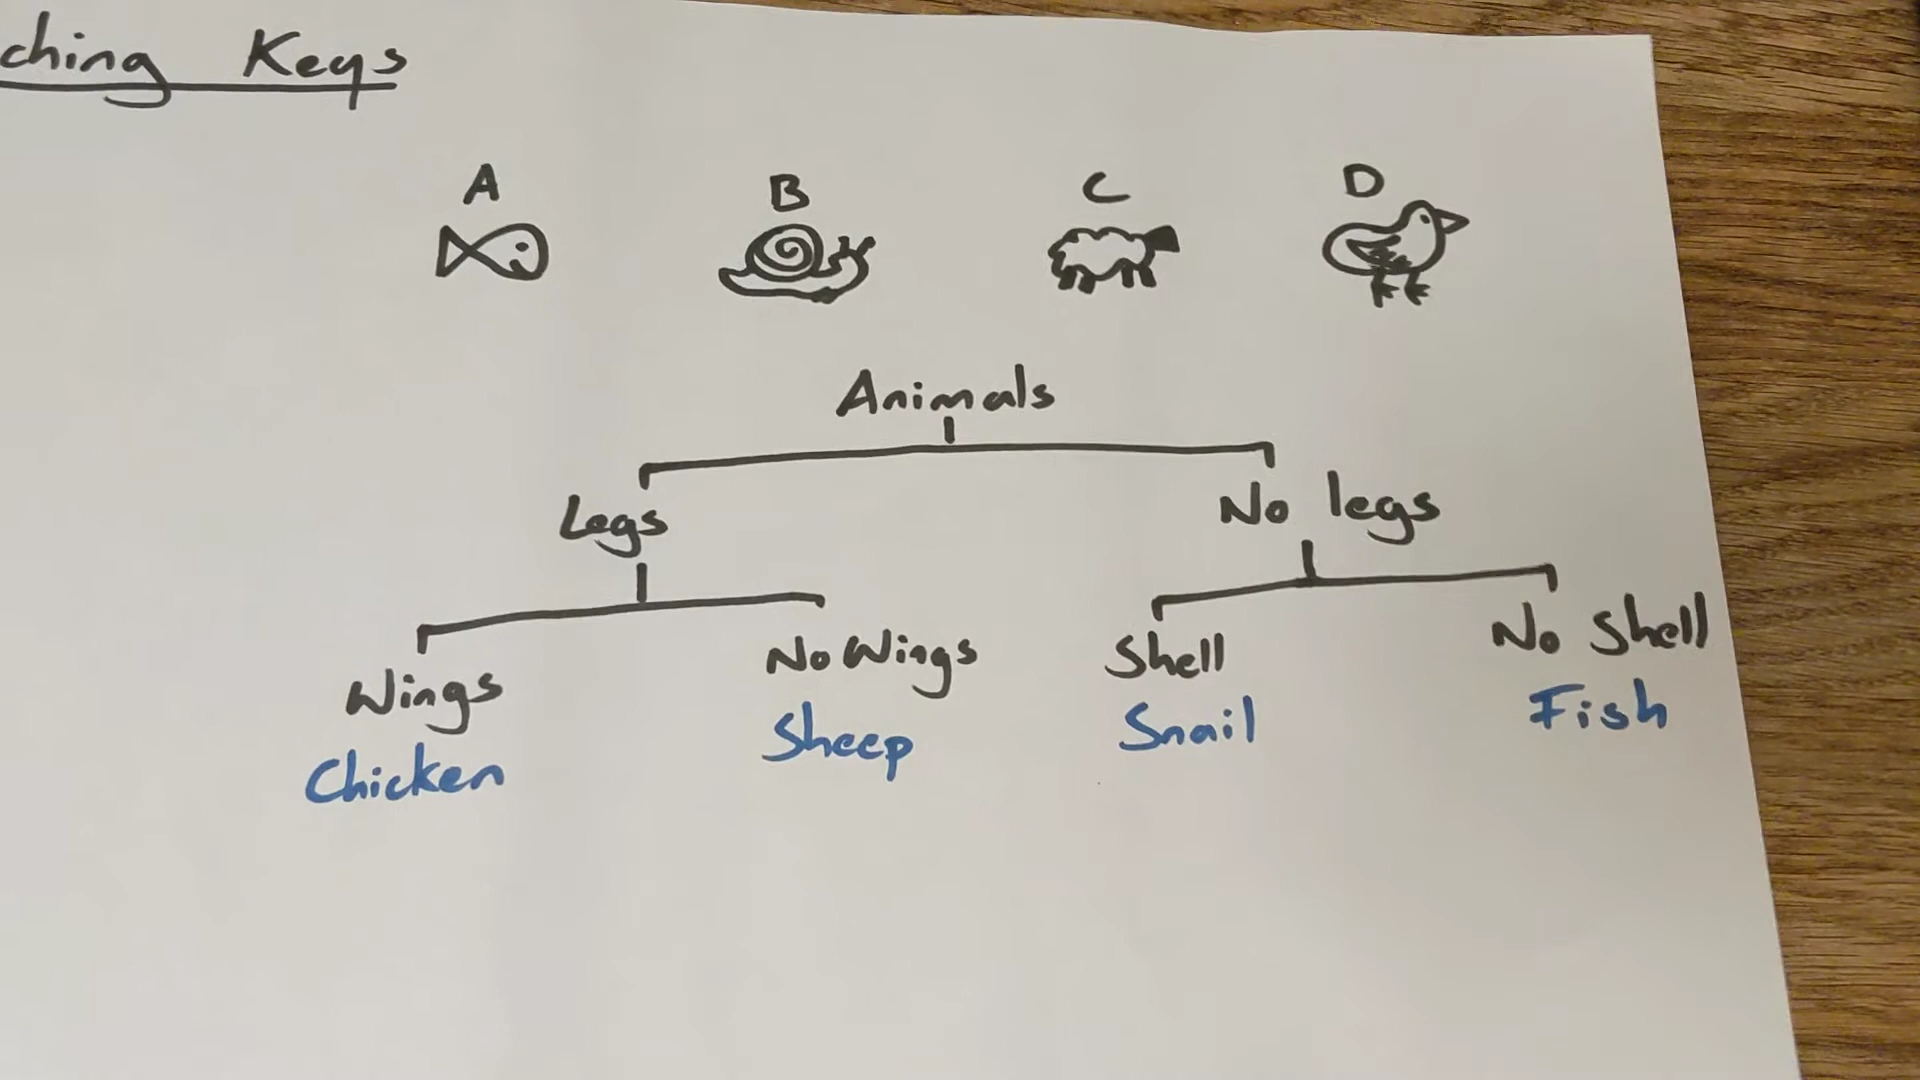 ching Keys
A B C D
Animals
Legs No legs
Wings No Wings Shell No Shell
Chicken Sheep Snail Fish